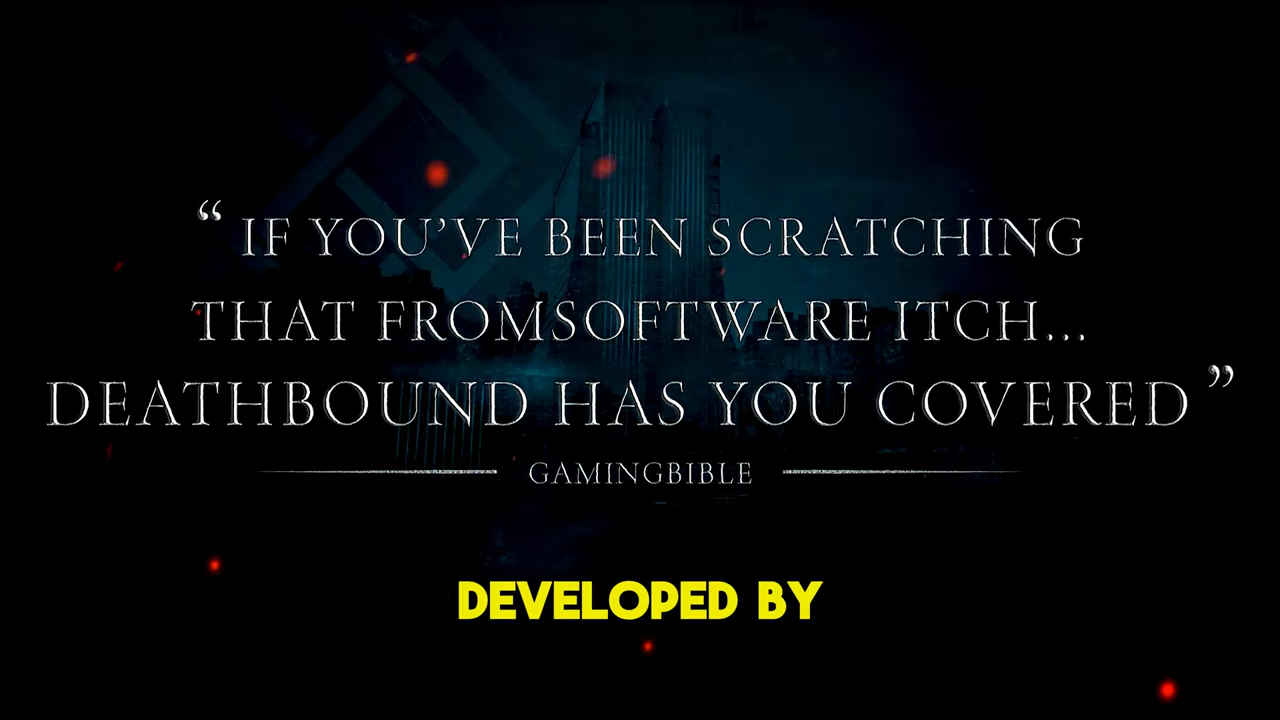 “ IF YOU’VE BEEN SCRATCHING
THAT FROMSOFTWARE ITCH...
DEATHBOUND HAS YOU COVERED ”
GAMINGBIBLE
DEVELOPED BY